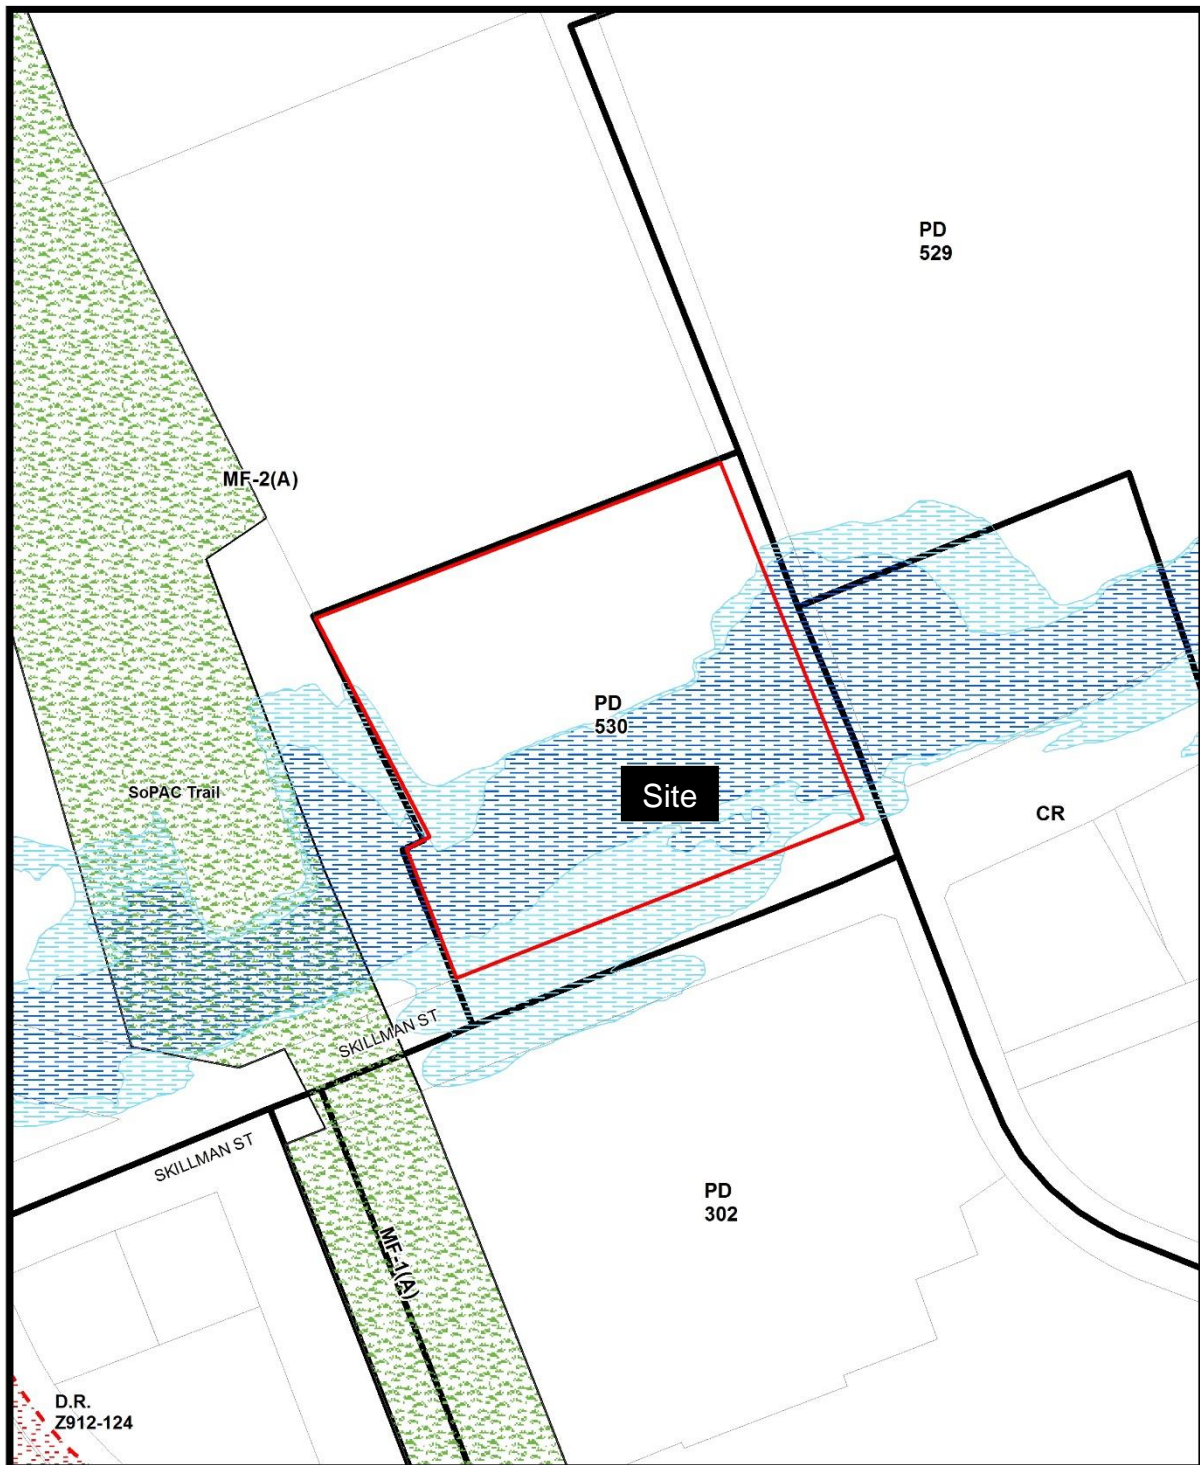 PD
529
MF-2(A)
PD
530
SoPAC Trail
Site
CR
SKILLMAN ST
SKILLMAN ST
PD
302
MF-1(A)
D.R.
Z912-124